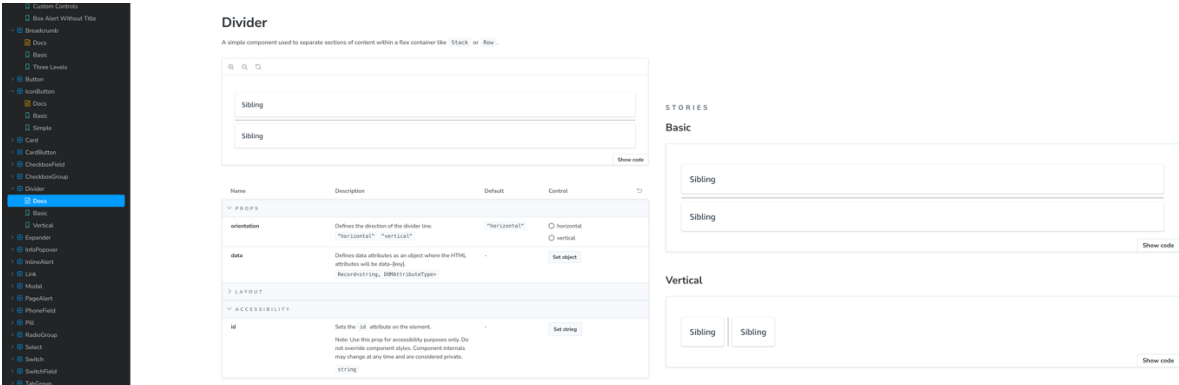 Custom Controls
Box Alert Without Title
Breadcrumb
Docs
Basic
Three Levels
Button
IconButton
Docs
Basic
Simple
Card
CardButton
CheckboxField
CheckboxGroup
Divider
Docs
Basic
Vertical
Expander
InfoPopover
InlineAlert
Link
Modal
PageAlert
PhoneField
Pill
RadioGroup
Select
Switch
SwitchField
TabGroup
Divider
A simple component used to separate sections of content within a flex container like Stack or Row .
Sibling
Sibling
Show code
Name Description Default Control
PROPS
orientation Defines the direction of the divider line. "horizontal" horizontal
"horizontal" "vertical" vertical
data Defines data attributes as an object where the HTML - Set object
attributes will be data-{key}.
Record<string, DOMAttributeType>
LAYOUT
ACCESSIBILITY
id Sets the id attribute on the element. - Set string
Note: Use this prop for accessibility purposes only. Do
not override component styles. Component internals
may change at any time and are considered private.
string
STORIES
Basic
Sibling
Sibling
Show code
Vertical
Sibling Sibling
Show code